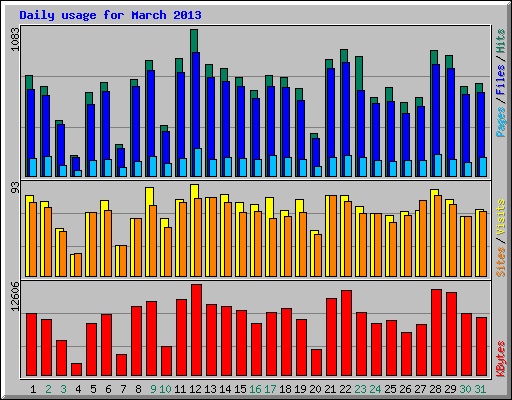 Daily usage for March 2013
1083
Pages / Files / Hits
93
Sites / Visits
12606
KBytes
1 2 3 4 5 6 7 8 9 10 11 12 13 14 15 16 17 18 19 20 21 22 23 24 25 26 27 28 29 30 31